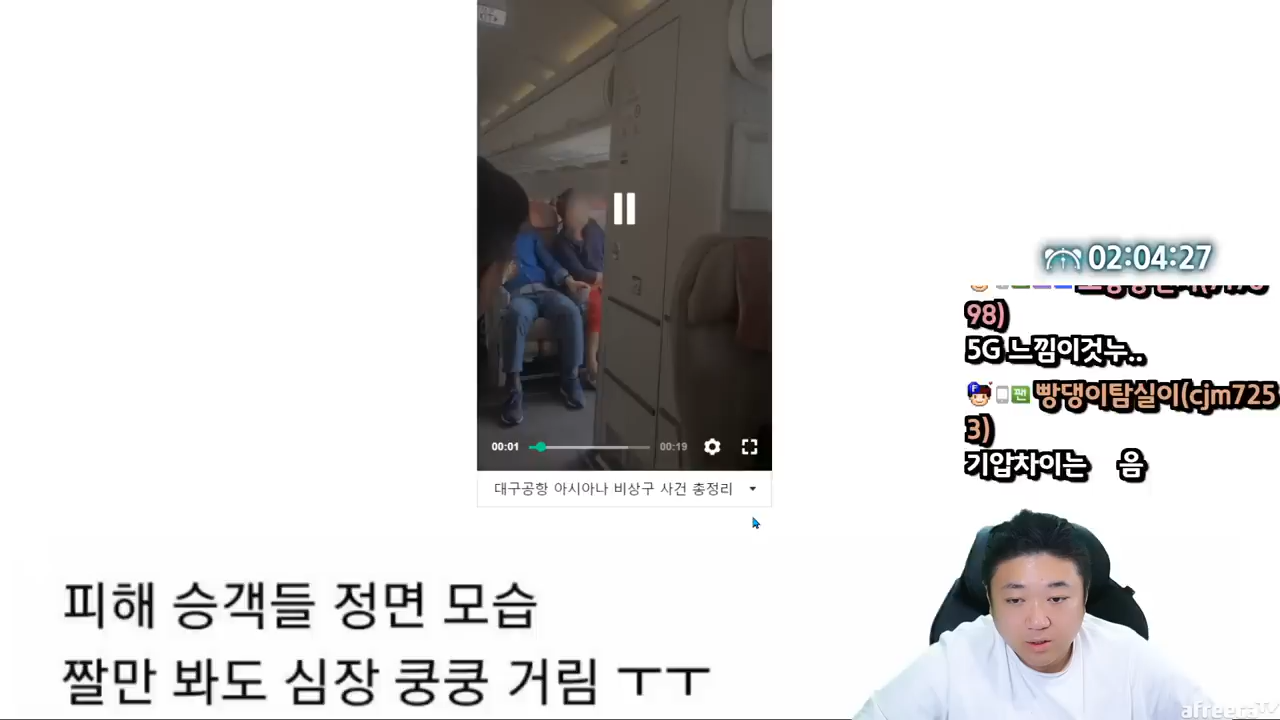 02:04:27
98)
5G 느낌이것누..
빵댕이탐실이(cjm725
3)
기압차이는 음
00:01
00:19
대구공항 아시아나 비상구 사건 총정리
피해 승객들 정면 모습
짤만 봐도 심장 쿵쿵 거림 ㅜㅜ
afreecaTV